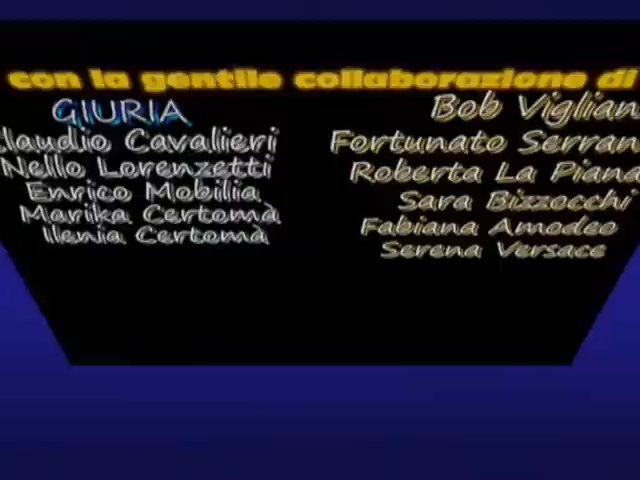 con la gentile collaborazione di
GIURIA
Claudio Cavalieri
Nello Lorenzetti
Enrico Mobilia
Marika Certomà
Ilenia Certomà
Bob Viglian
Fortunato Serran
Roberta La Piana
Sara Bizzocchi
Fabiana Amodeo
Serena Versace